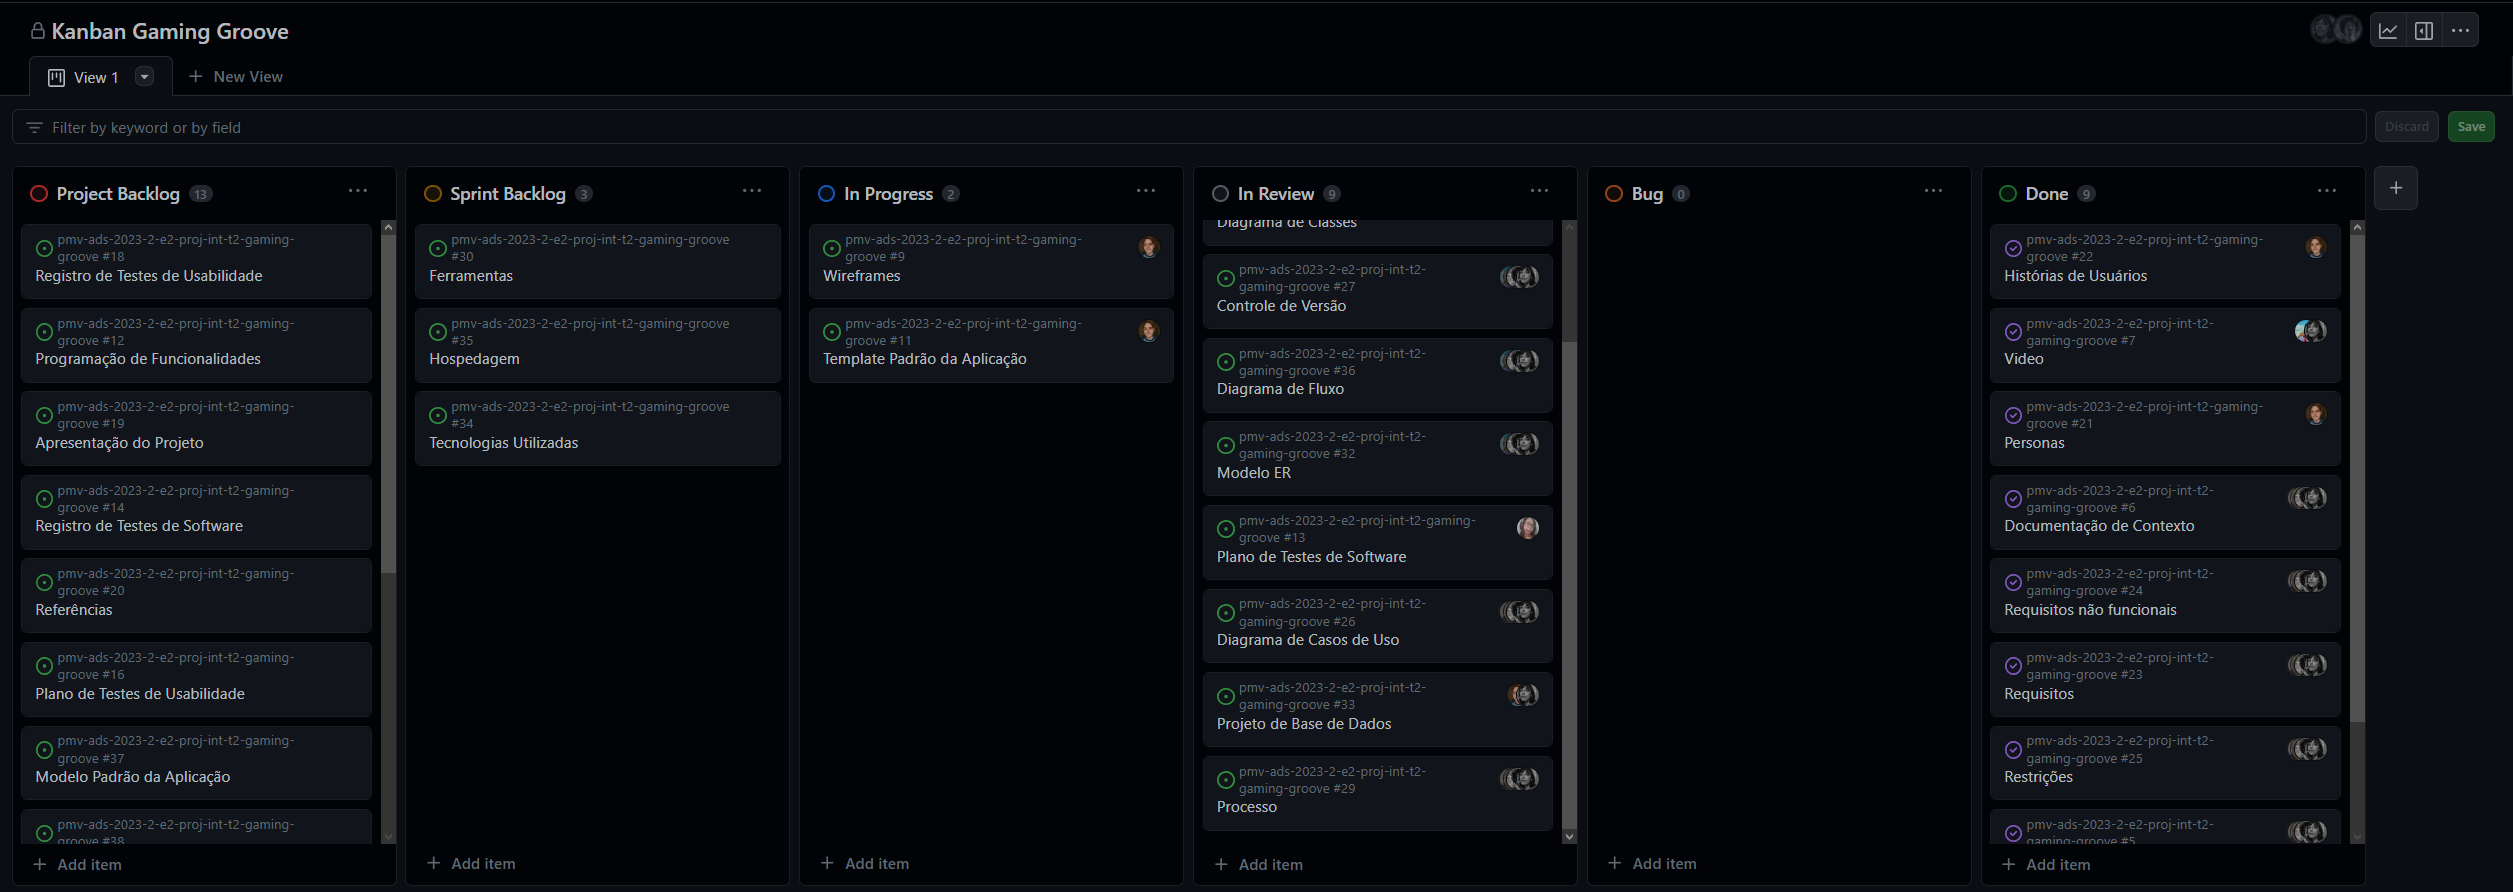 Kanban Gaming Groove
View 1
New View
Filter by keyword or by field
Discard
Save
Project Backlog 13
pmv-ads-2023-2-e2-proj-int-t2-gaming-
groove #18
Registro de Testes de Usabilidade
pmv-ads-2023-2-e2-proj-int-t2-gaming-
groove #12
Programação de Funcionalidades
pmv-ads-2023-2-e2-proj-int-t2-gaming-
groove #19
Apresentação do Projeto
pmv-ads-2023-2-e2-proj-int-t2-gaming-
groove #14
Registro de Testes de Software
pmv-ads-2023-2-e2-proj-int-t2-gaming-
groove #20
Referências
pmv-ads-2023-2-e2-proj-int-t2-gaming-
groove #16
Plano de Testes de Usabilidade
pmv-ads-2023-2-e2-proj-int-t2-gaming-
groove #37
Modelo Padrão da Aplicação
pmv-ads-2023-2-e2-proj-int-t2-gaming-
groove #38
Add item
Sprint Backlog 3
pmv-ads-2023-2-e2-proj-int-t2-gaming-groove
#30
Ferramentas
pmv-ads-2023-2-e2-proj-int-t2-gaming-groove
#35
Hospedagem
pmv-ads-2023-2-e2-proj-int-t2-gaming-groove
#34
Tecnologias Utilizadas
Add item
In Progress 2
pmv-ads-2023-2-e2-proj-int-t2-gaming-
groove #9
Wireframes
pmv-ads-2023-2-e2-proj-int-t2-gaming-
groove #11
Template Padrão da Aplicação
Add item
In Review 9
Diagrama de Classes
pmv-ads-2023-2-e2-proj-int-t2-
gaming-groove #27
Controle de Versão
pmv-ads-2023-2-e2-proj-int-t2-
gaming-groove #36
Diagrama de Fluxo
pmv-ads-2023-2-e2-proj-int-t2-
gaming-groove #32
Modelo ER
pmv-ads-2023-2-e2-proj-int-t2-gaming-
groove #13
Plano de Testes de Software
pmv-ads-2023-2-e2-proj-int-t2-
gaming-groove #26
Diagrama de Casos de Uso
pmv-ads-2023-2-e2-proj-int-t2-
gaming-groove #33
Projeto de Base de Dados
pmv-ads-2023-2-e2-proj-int-t2-
gaming-groove #29
Processo
Add item
Bug 0
Add item
Done 9
pmv-ads-2023-2-e2-proj-int-t2-gaming-
groove #22
Histórias de Usuários
pmv-ads-2023-2-e2-proj-int-t2-
gaming-groove #7
Video
pmv-ads-2023-2-e2-proj-int-t2-gaming-
groove #21
Personas
pmv-ads-2023-2-e2-proj-int-t2-
gaming-groove #6
Documentação de Contexto
pmv-ads-2023-2-e2-proj-int-t2-
gaming-groove #24
Requisitos não funcionais
pmv-ads-2023-2-e2-proj-int-t2-
gaming-groove #23
Requisitos
pmv-ads-2023-2-e2-proj-int-t2-
gaming-groove #25
Restrições
pmv-ads-2023-2-e2-proj-int-t2-
gaming-groove #5
Add item